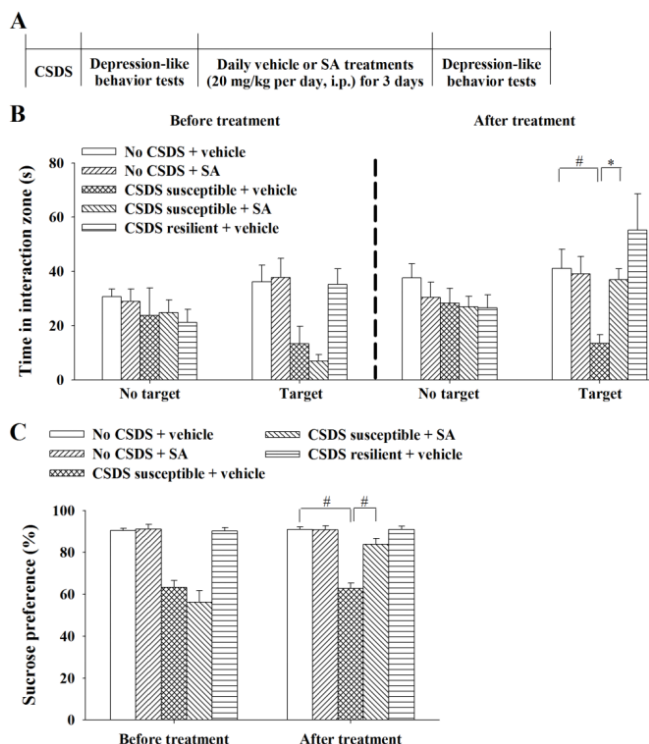 A
CSDS
Depression-like
behavior tests
Daily vehicle or SA treatments
(20 mg/kg per day, i.p.) for 3 days
Depression-like
behavior tests
B
Before treatment
After treatment
No CSDS + vehicle
No CSDS + SA
CSDS susceptible + vehicle
CSDS susceptible + SA
CSDS resilient + vehicle
# *
Time in interaction zone (s)
80
60
40
20
0
No target
Target
No target
Target
C
No CSDS + vehicle
No CSDS + SA
CSDS susceptible + vehicle
CSDS susceptible + SA
CSDS resilient + vehicle
# #
Sucrose preference (%)
100
80
60
40
20
0
Before treatment
After treatment